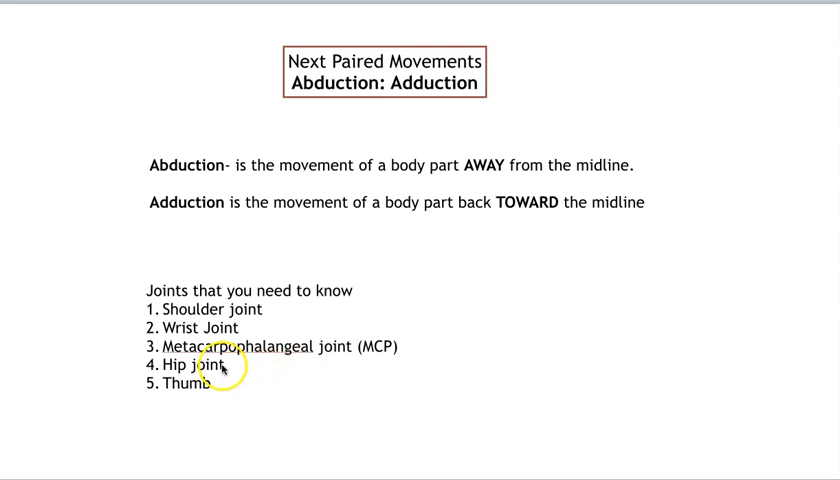 Next Paired Movements
Abduction: Adduction
Abduction- is the movement of a body part AWAY from the midline.
Adduction is the movement of a body part back TOWARD the midline
Joints that you need to know
1. Shoulder joint
2. Wrist Joint
3. Metacarpophalangeal joint (MCP)
4. Hip joint
5. Thumb